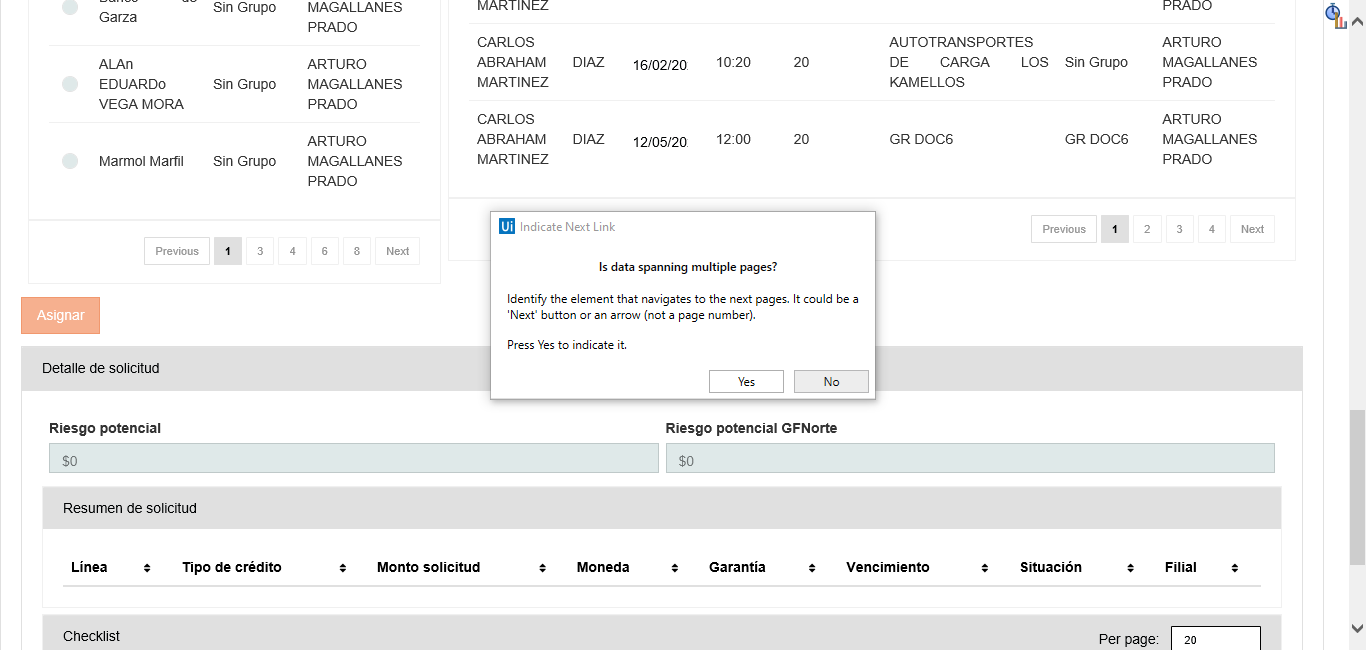 Garza
Sin Grupo
MAGALLANES
PRADO
ALAn
EDUARDo
VEGA MORA
Sin Grupo
ARTURO
MAGALLANES
PRADO
Marmol Marfil
Sin Grupo
ARTURO
MAGALLANES
PRADO
Previous 1 3 4 6 8 Next
MARTINEZ
PRADO
CARLOS
ABRAHAM
MARTINEZ
DIAZ
16/02/20
10:20
20
AUTOTRANSPORTES
DE CARGA LOS
KAMELLOS
Sin Grupo
ARTURO
MAGALLANES
PRADO
CARLOS
ABRAHAM
MARTINEZ
DIAZ
12/05/20
12:00
20
GR DOC6
GR DOC6
ARTURO
MAGALLANES
PRADO
Previous 1 2 3 4 Next
Ui Indicate Next Link
Is data spanning multiple pages?
Identify the element that navigates to the next pages. It could be a
'Next' button or an arrow (not a page number).
Press Yes to indicate it.
Yes No
Asignar
Detalle de solicitud
Riesgo potencial
$0
Riesgo potencial GFNorte
$0
Resumen de solicitud
Línea Tipo de crédito Monto solicitud Moneda Garantía Vencimiento Situación Filial
Checklist
Per page: 20